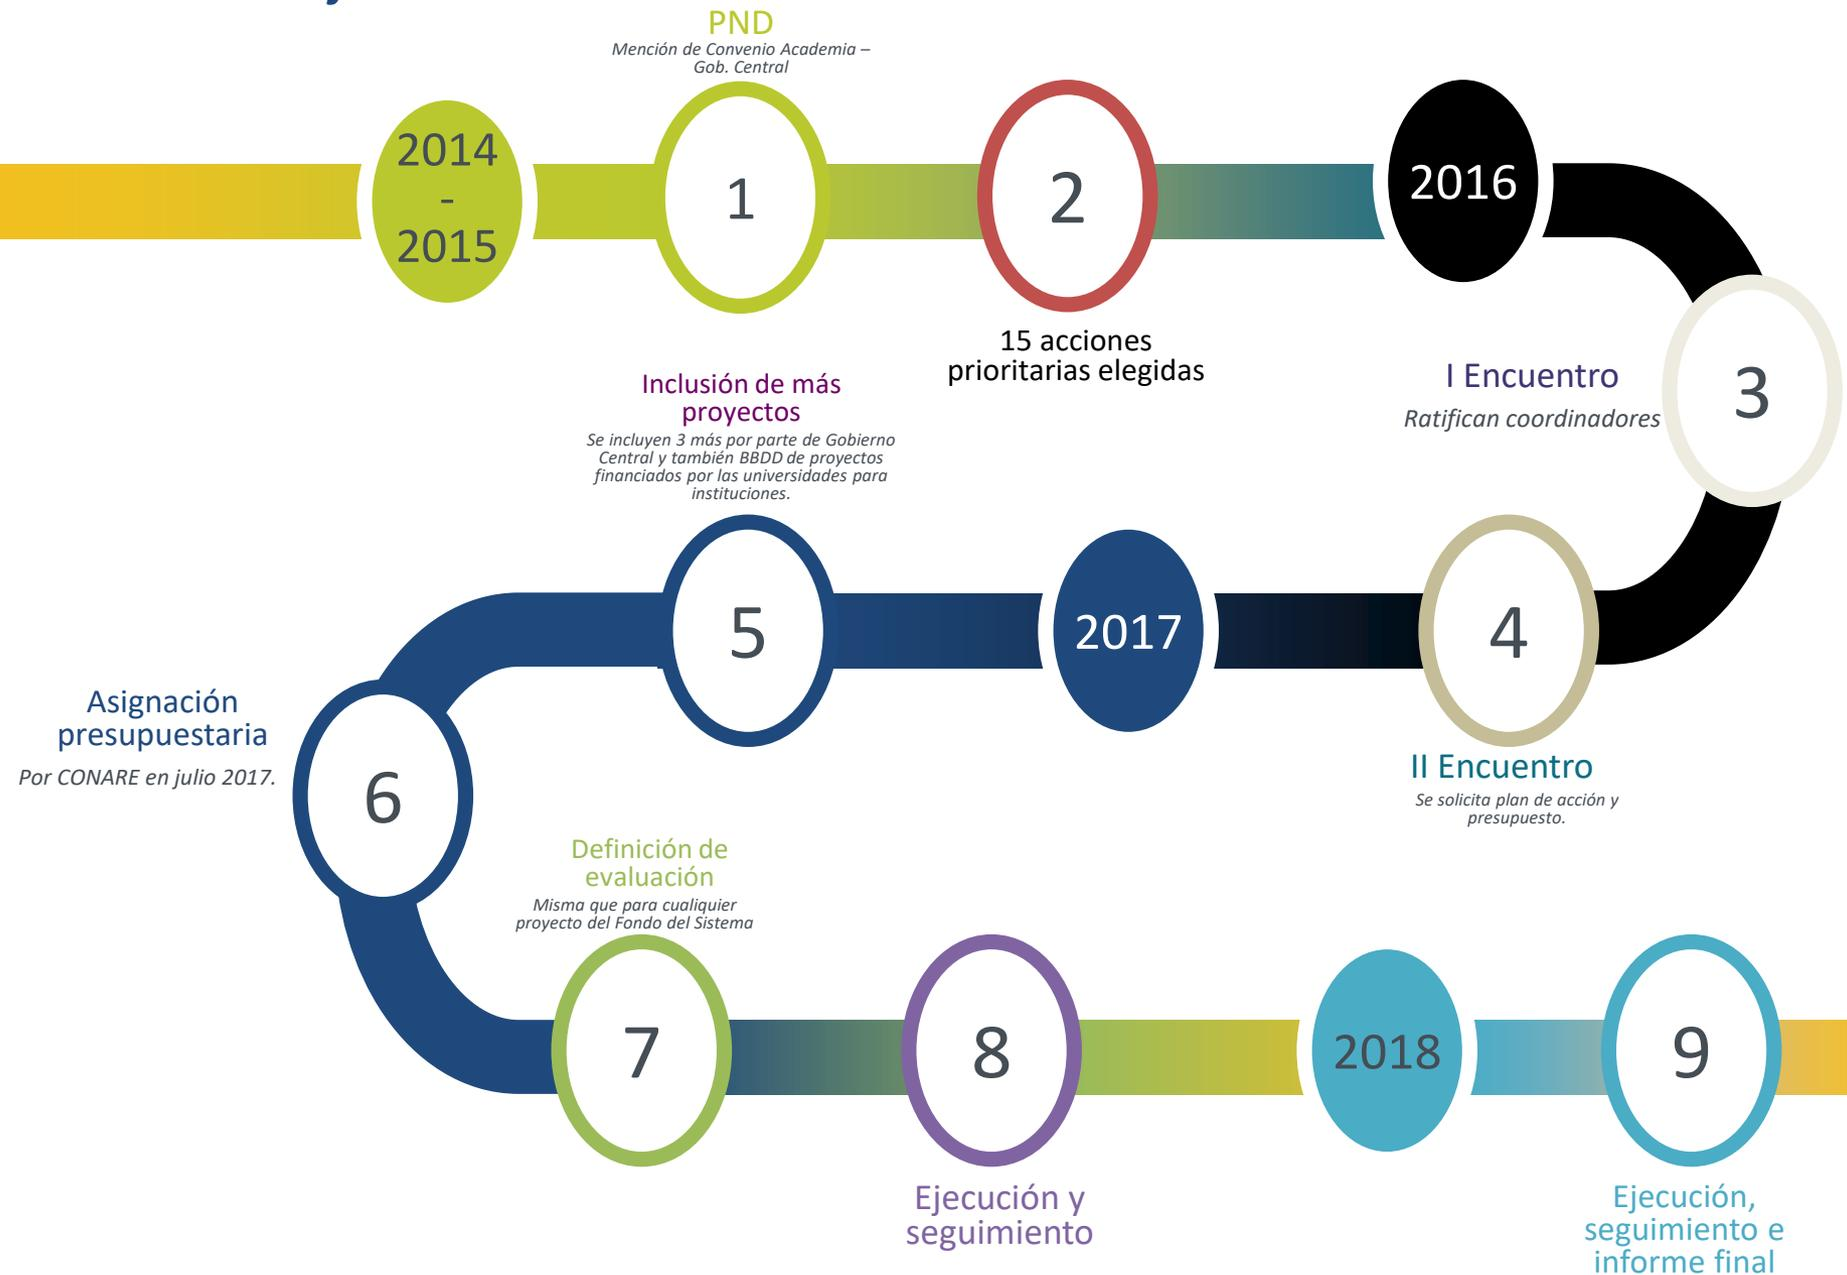 PND
Mención de Convenio Academia –
Gob. Central
2014
-
2015
1
2
2016
15 acciones
prioritarias elegidas
I Encuentro
Ratifican coordinadores
3
Inclusión de más
proyectos
Se incluyen 3 más por parte de Gobierno
Central y también BBDD de proyectos
financiados por las universidades para
instituciones.
5
2017
4
II Encuentro
Se solicita plan de acción y
presupuesto.
Asignación
presupuestaria
Por CONARE en julio 2017.
6
Definición de
evaluación
Misma que para cualquier
proyecto del Fondo del Sistema
7
8
2018
9
Ejecución y
seguimiento
Ejecución,
seguimiento e
informe final